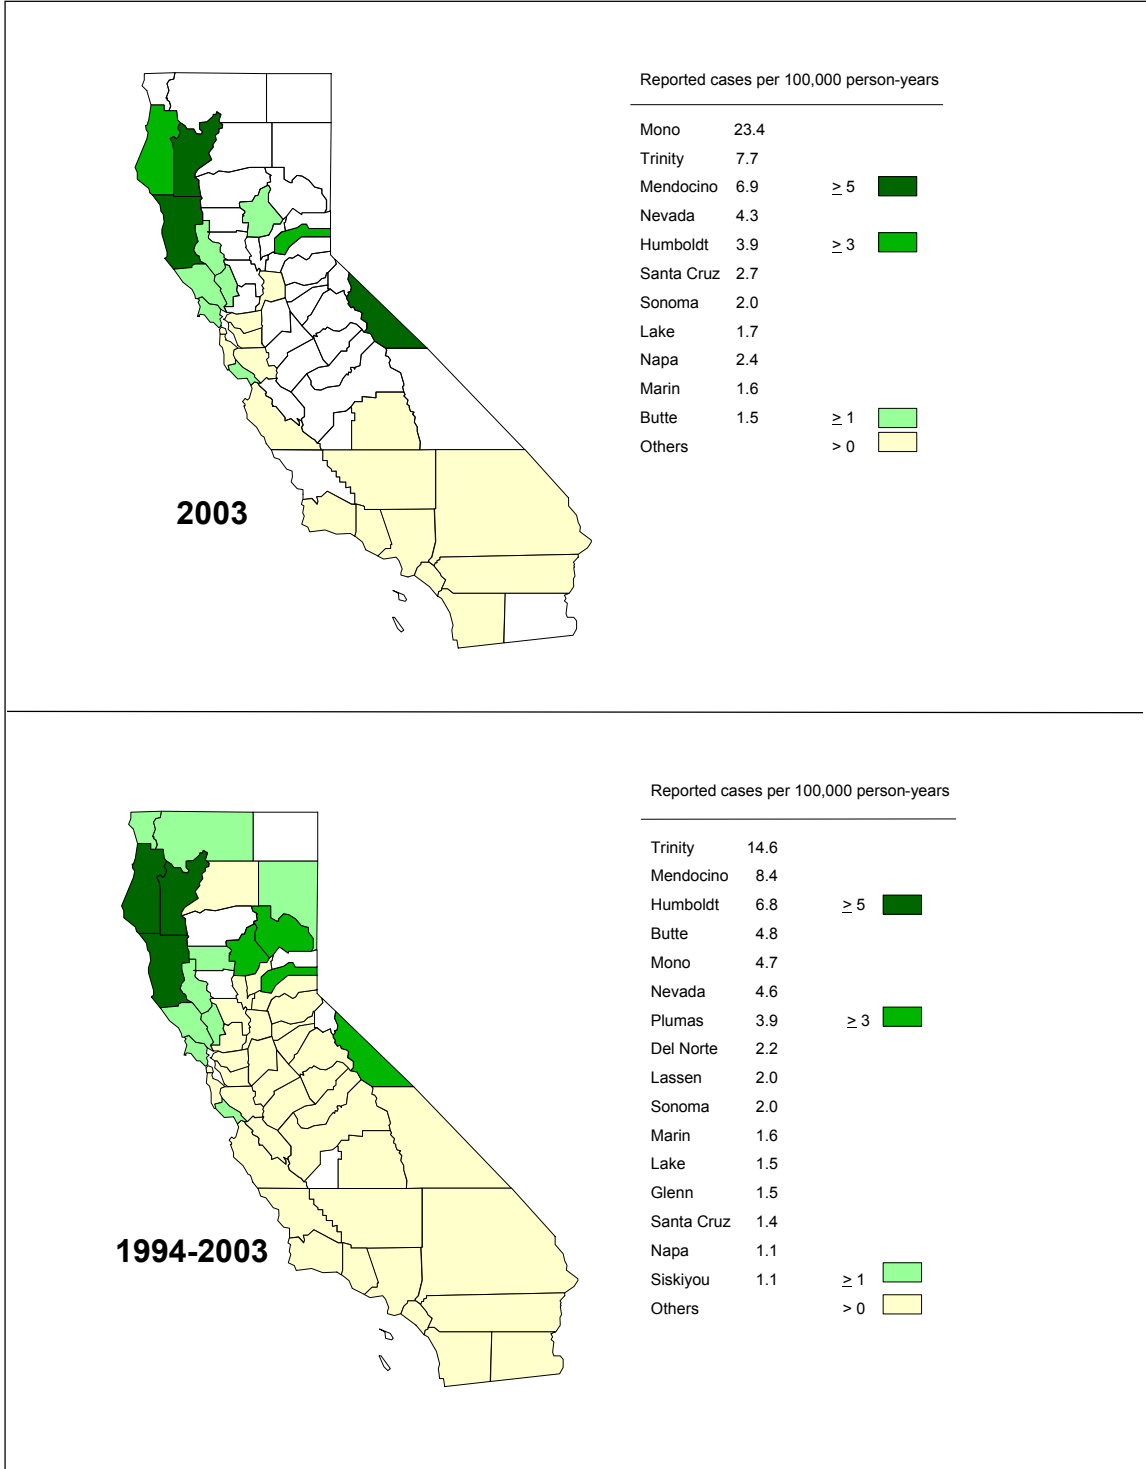 Reported cases per 100,000 person-years
Mono 23.4
Trinity 7.7
Mendocino 6.9 ≥ 5
Nevada 4.3
Humboldt 3.9 ≥ 3
Santa Cruz 2.7
Sonoma 2.0
Lake 1.7
Napa 2.4
Marin 1.6
Butte 1.5 ≥ 1
Others > 0
2003
Reported cases per 100,000 person-years
Trinity 14.6
Mendocino 8.4
Humboldt 6.8 ≥ 5
Butte 4.8
Mono 4.7
Nevada 4.6
Plumas 3.9 ≥ 3
Del Norte 2.2
Lassen 2.0
Sonoma 2.0
Marin 1.6
Lake 1.5
Glenn 1.5
Santa Cruz 1.4
Napa 1.1
Siskiyou 1.1 ≥ 1
Others > 0
1994-2003